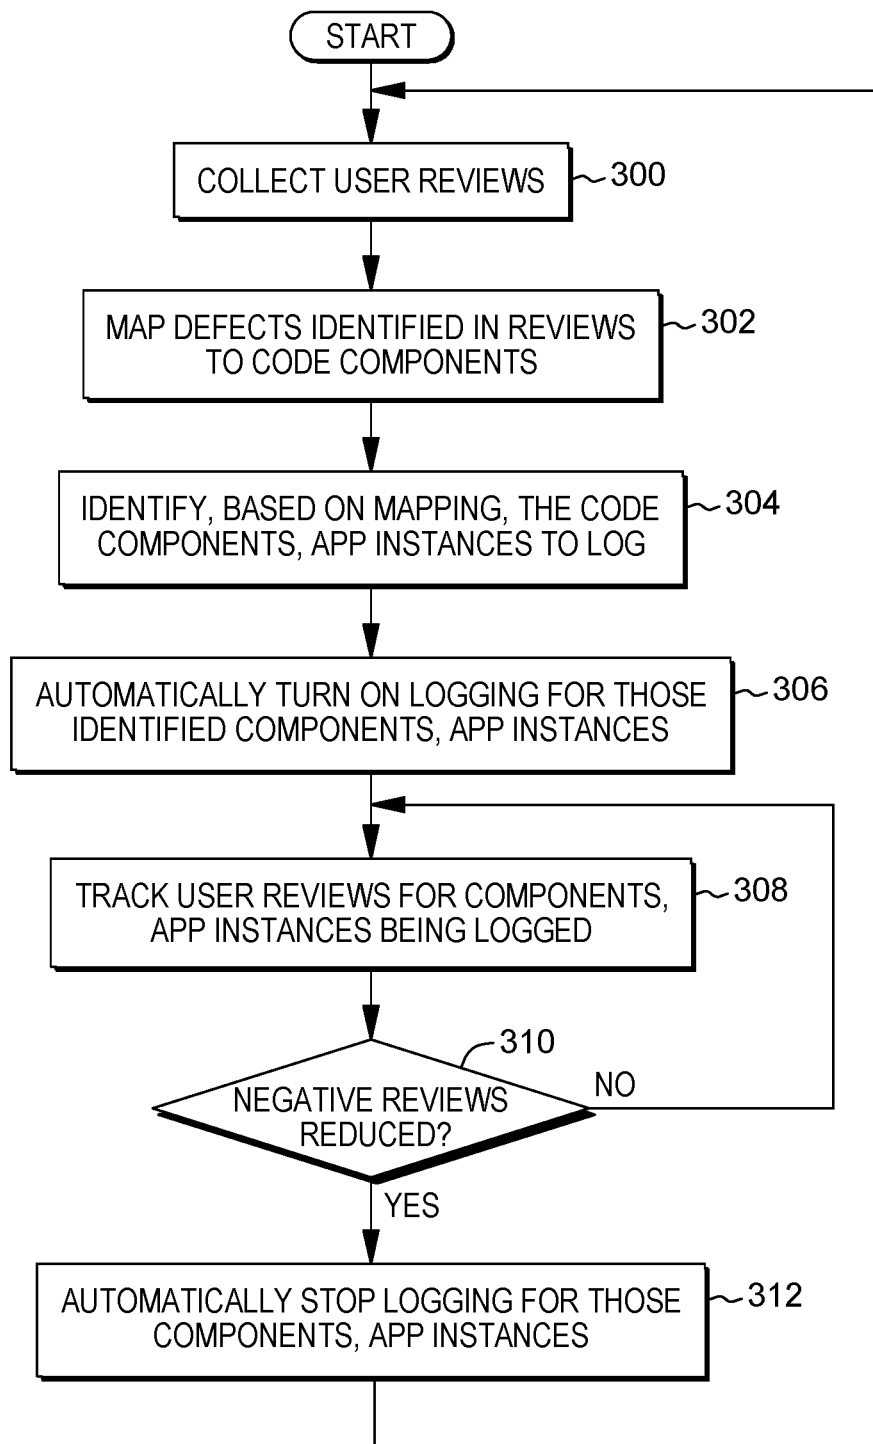 START
COLLECT USER REVIEWS
300
MAP DEFECTS IDENTIFIED IN REVIEWS
TO CODE COMPONENTS
302
IDENTIFY, BASED ON MAPPING, THE CODE
COMPONENTS, APP INSTANCES TO LOG
304
AUTOMATICALLY TURN ON LOGGING FOR THOSE
IDENTIFIED COMPONENTS, APP INSTANCES
306
TRACK USER REVIEWS FOR COMPONENTS,
APP INSTANCES BEING LOGGED
308
310
NEGATIVE REVIEWS
REDUCED?
NO
YES
AUTOMATICALLY STOP LOGGING FOR THOSE
COMPONENTS, APP INSTANCES
312